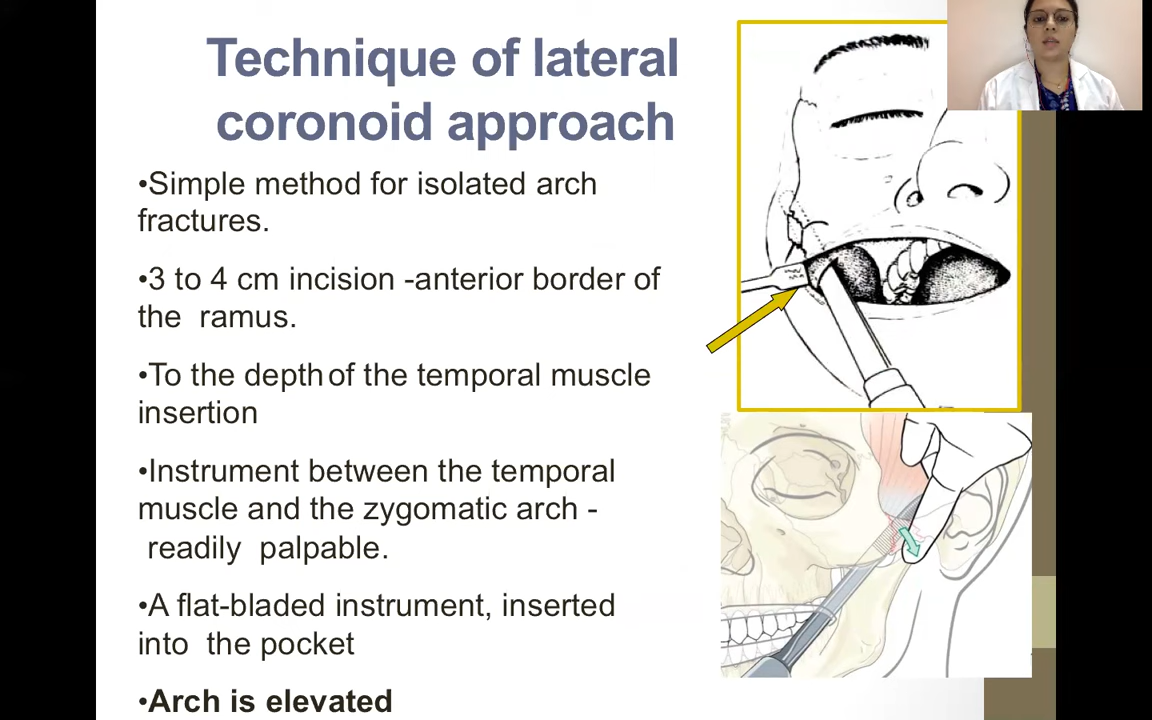 Technique of lateral
coronoid approach
•Simple method for isolated arch
fractures.
•3 to 4 cm incision -anterior border of
the ramus.
•To the depth of the temporal muscle
insertion
•Instrument between the temporal
muscle and the zygomatic arch -
readily palpable.
•A flat-bladed instrument, inserted
into the pocket
•Arch is elevated